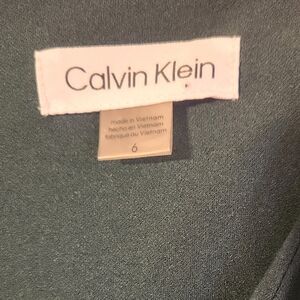 Calvin Klein
made in Vietnam
hecho en Vietnam
fabriqué au Vietnam
6